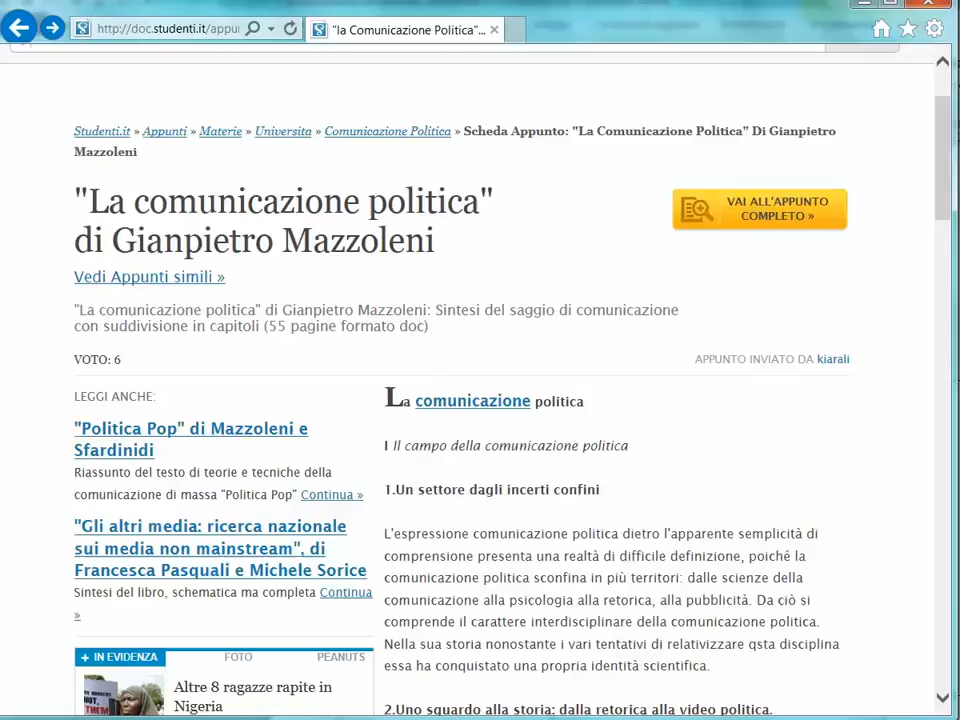 http://doc.studenti.it/appu
"la Comunicazione Politica"...
Studenti.it » Appunti » Materie » Universita » Comunicazione Politica » Scheda Appunto: "La Comunicazione Politica" Di Gianpietro
Mazzoleni
"La comunicazione politica"
di Gianpietro Mazzoleni
VAI ALL'APPUNTO
COMPLETO »
Vedi Appunti simili »
"La comunicazione politica" di Gianpietro Mazzoleni: Sintesi del saggio di comunicazione
con suddivisione in capitoli (55 pagine formato doc)
VOTO: 6
APPUNTO INVIATO DA kiarali
LEGGI ANCHE:
"Politica Pop" di Mazzoleni e
Sfardinidi
Riassunto del testo di teorie e tecniche della
comunicazione di massa "Politica Pop" Continua »
"Gli altri media: ricerca nazionale
sui media non mainstream", di
Francesca Pasquali e Michele Sorice
Sintesi del libro, schematica ma completa Continua
»
+ IN EVIDENZA FOTO PEANUTS
NOT,
THEM
Altre 8 ragazze rapite in
Nigeria
La comunicazione politica
I Il campo della comunicazione politica
1.Un settore dagli incerti confini
L'espressione comunicazione politica dietro l'apparente semplicità di
comprensione presenta una realtà di difficile definizione, poiché la
comunicazione politica sconfina in più territori: dalle scienze della
comunicazione alla psicologia alla retorica, alla pubblicità. Da ciò si
comprende il carattere interdisciplinare della comunicazione politica.
Nella sua storia nonostante i vari tentativi di relativizzare qsta disciplina
essa ha conquistato una propria identità scientifica.
2.Uno sguardo alla storia: dalla retorica alla video politica.